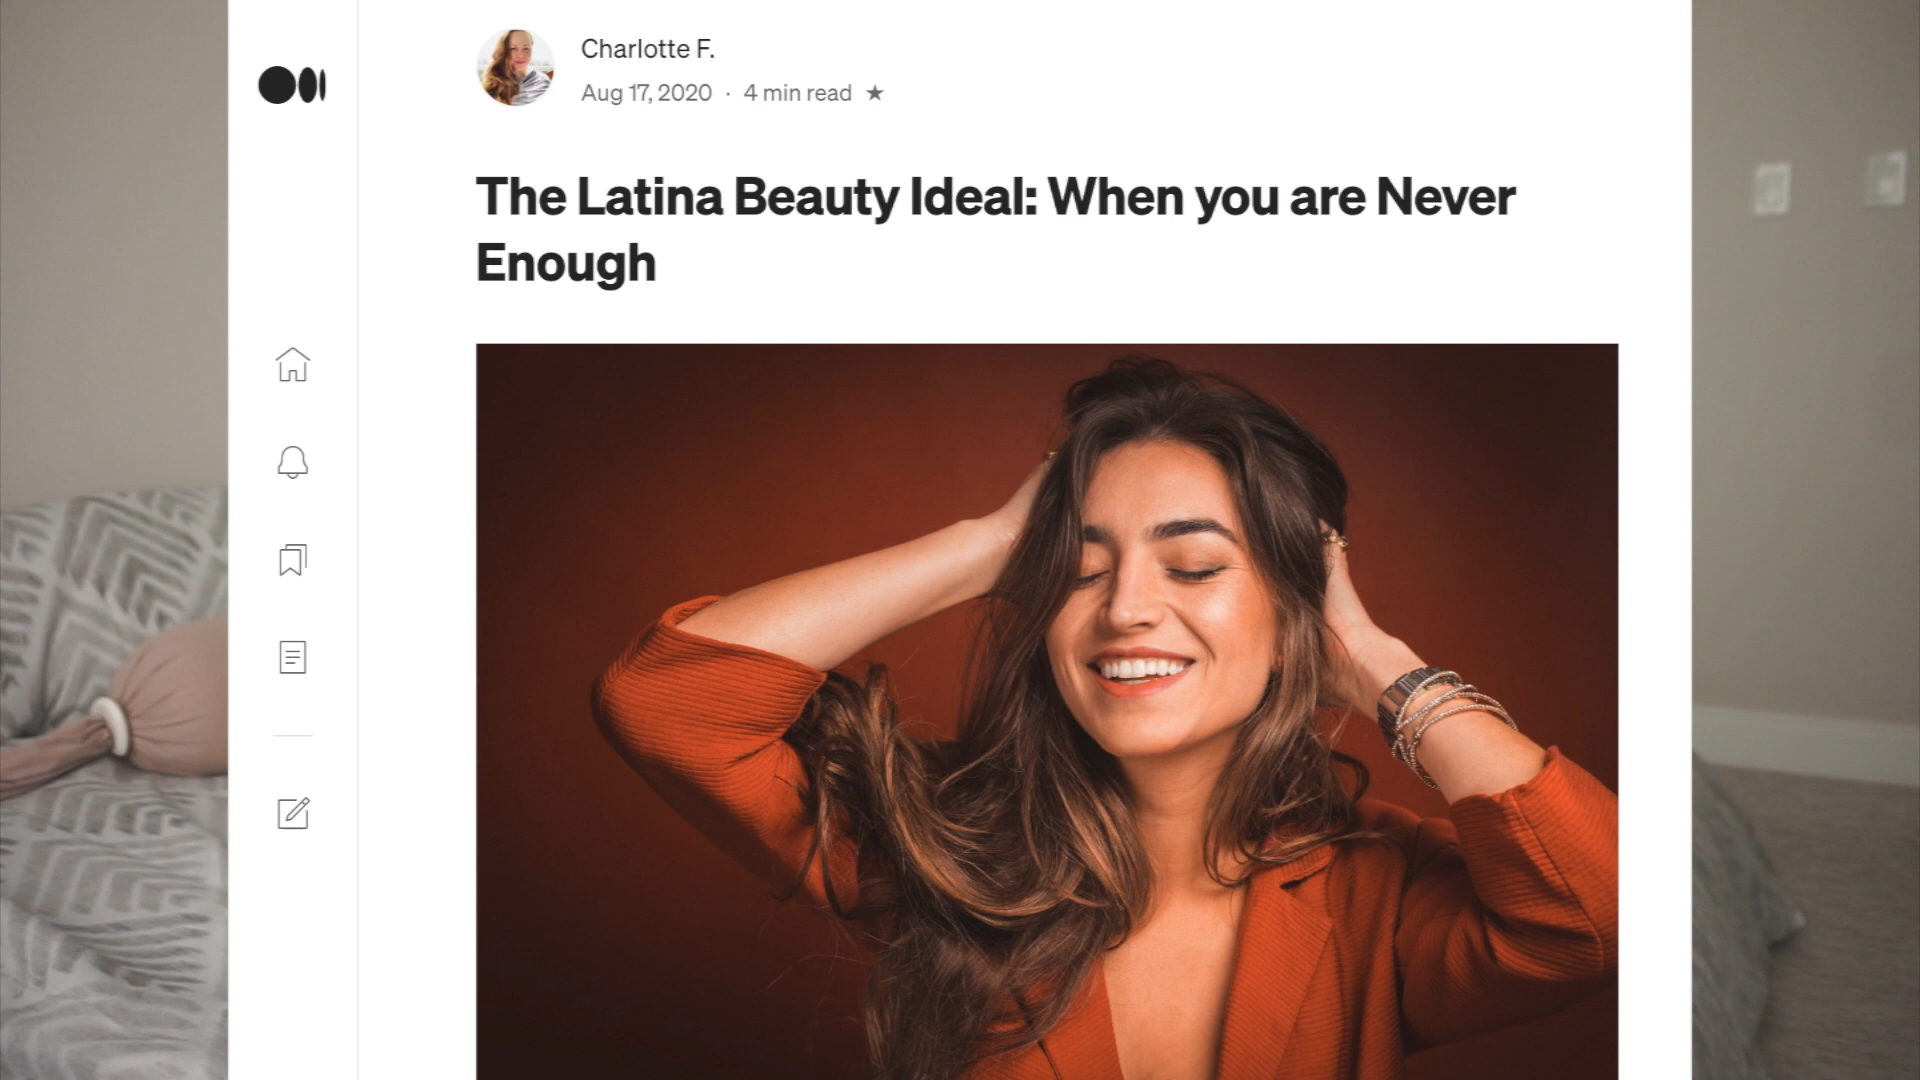 Charlotte F.
Aug 17, 2020 · 4 min read ★
The Latina Beauty Ideal: When you are Never
Enough